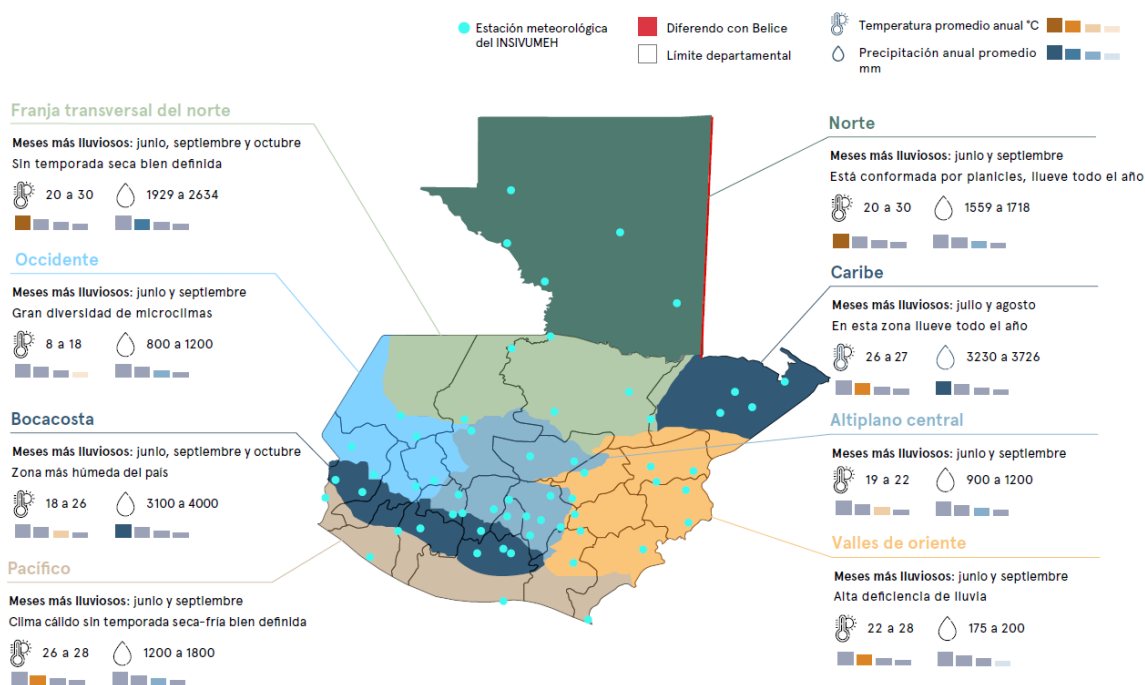 Estación meteorológica
del INSIVUMEH
Diferendo con Belice
Límite departamental
Temperatura promedio anual °C
Precipitación anual promedio
mm
Franja transversal del norte
Meses más lluviosos: junio, septiembre y octubre
Sin temporada seca bien definida
20 a 30
1929 a 2634
Occidente
Meses más lluviosos: junio y septiembre
Gran diversidad de microclimas
8 a 18
800 a 1200
Bocacosta
Meses más lluviosos: junio, septiembre y octubre
Zona más húmeda del país
18 a 26
3100 a 4000
Pacífico
Meses más lluviosos: junio y septiembre
Clima cálido sin temporada seca-fría bien definida
26 a 28
1200 a 1800
Norte
Meses más lluviosos: junio y septiembre
Está conformada por planicies, llueve todo el año
20 a 30
1559 a 1718
Caribe
Meses más lluviosos: julio y agosto
En esta zona llueve todo el año
26 a 27
3230 a 3726
Altiplano central
Meses más lluviosos: junio y septiembre
19 a 22
900 a 1200
Valles de oriente
Meses más lluviosos: junio y septiembre
Alta deficiencia de lluvia
22 a 28
175 a 200